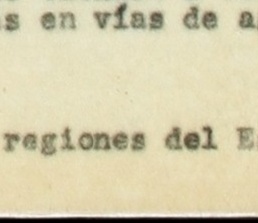 s en vías de a
regiones del E